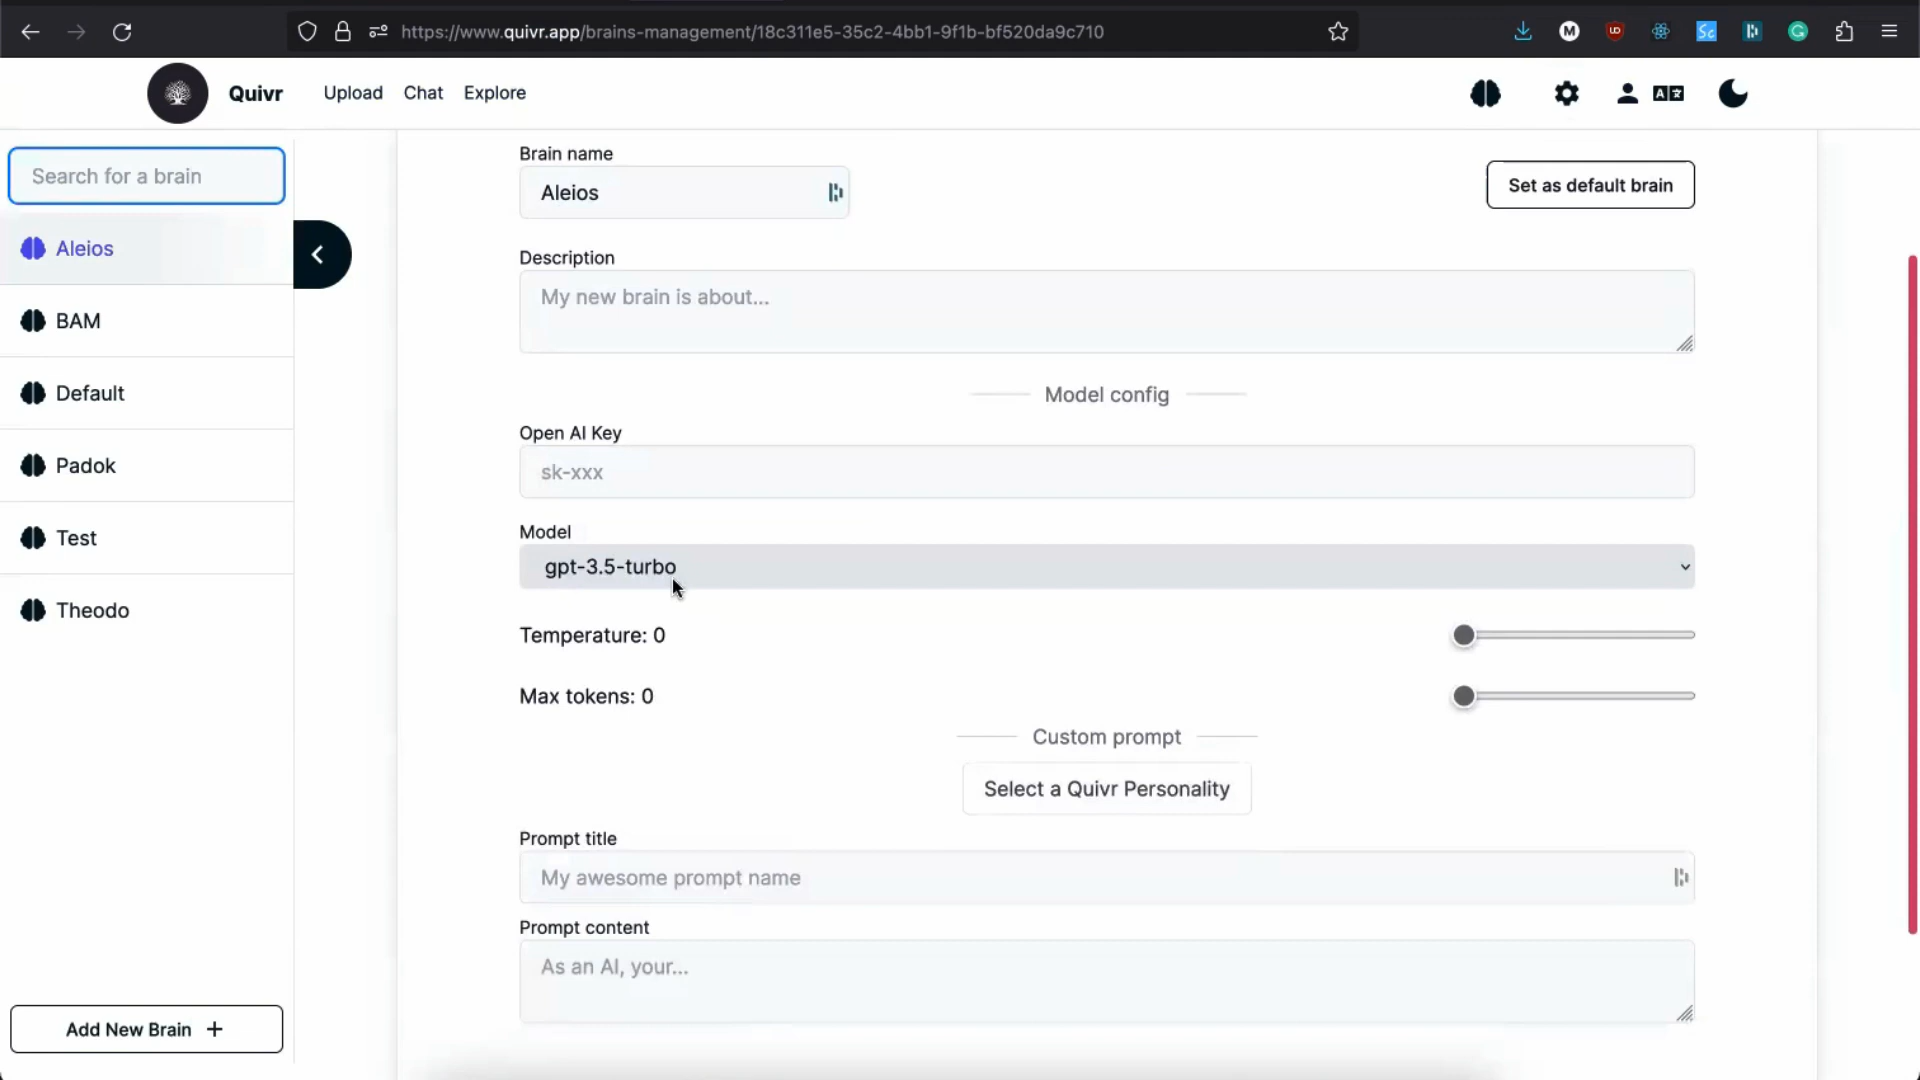 https://www.quivr.app/brains-management/18c311e5-35c2-4bb1-9f1b-bf520da9c710
Quivr Upload Chat Explore
Search for a brain
Aleios
BAM
Default
Padok
Test
Theodo
Add New Brain +
Brain name
Aleios
Set as default brain
Description
My new brain is about...
Model config
Open AI Key
sk-xxx
Model
gpt-3.5-turbo
Temperature: 0
Max tokens: 0
Custom prompt
Select a Quivr Personality
Prompt title
My awesome prompt name
Prompt content
As an AI, your...